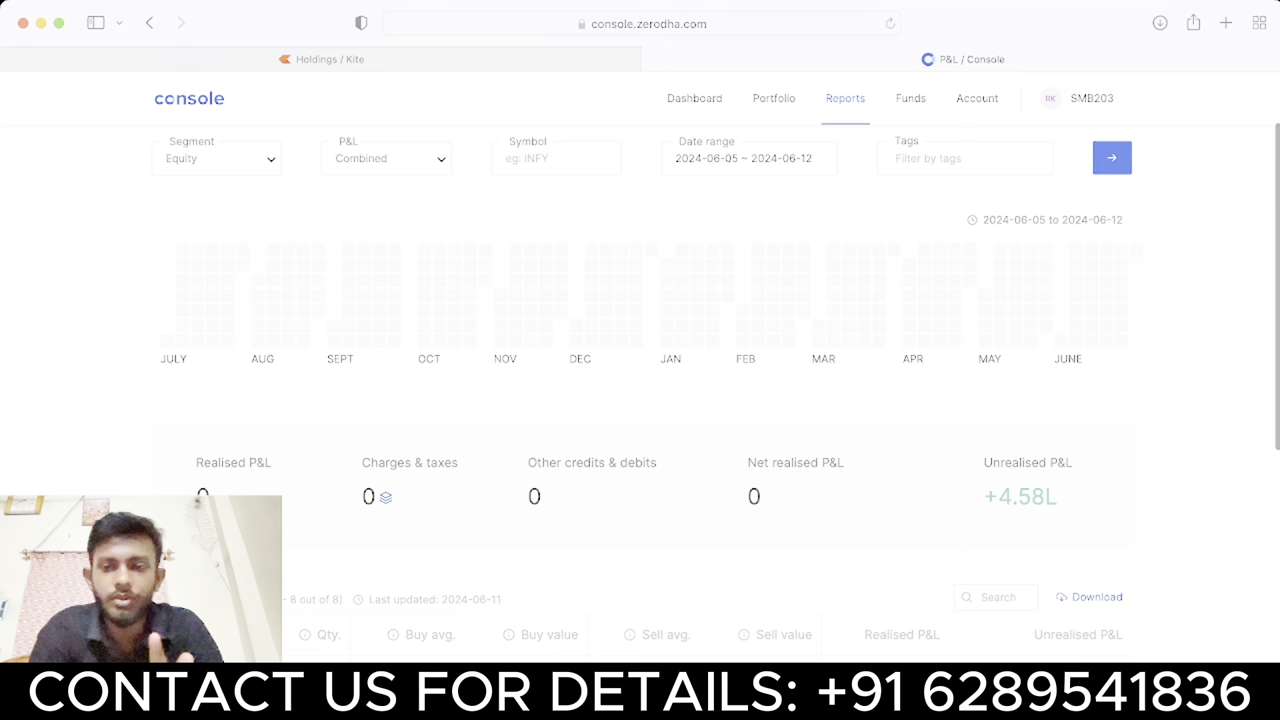 console.zerodha.com
Holdings / Kite
P&L / Console
console
Dashboard
Portfolio
Reports
Funds
Account
RK
SMB203
Segment
P&L
Symbol
Date range
Tags
Equity
Combined
eg: INFY
2024-06-05 ~ 2024-06-12
Filter by tags
2024-06-05 to 2024-06-12
JULY
AUG
SEPT
OCT
NOV
DEC
JAN
FEB
MAR
APR
MAY
JUNE
Realised P&L
Charges & taxes
Other credits & debits
Net realised P&L
Unrealised P&L
0
0
0
0
+4.58L
- 8 out of 8)
Last updated: 2024-06-11
Search
Download
Qty.
Buy avg.
Buy value
Sell avg.
Sell value
Realised P&L
Unrealised P&L
CONTACT US FOR DETAILS: +91 6289541836